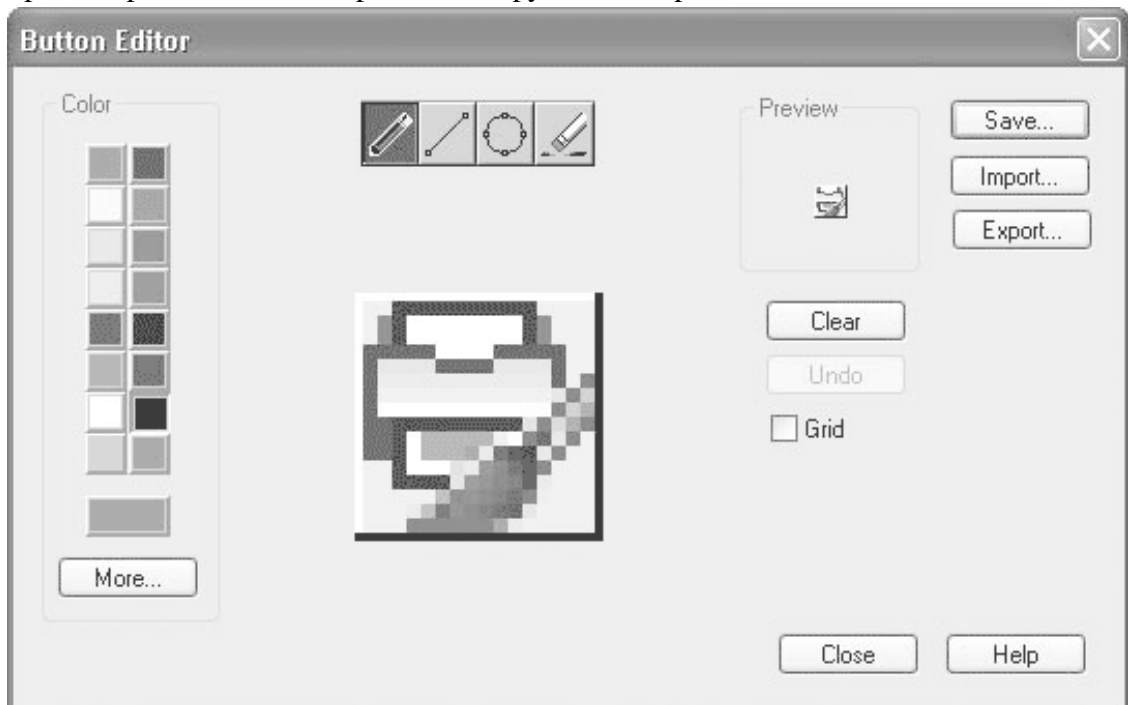 Button Editor
Color
Preview
Save...
Import...
Export...
Clear
Undo
Grid
More...
Close
Help